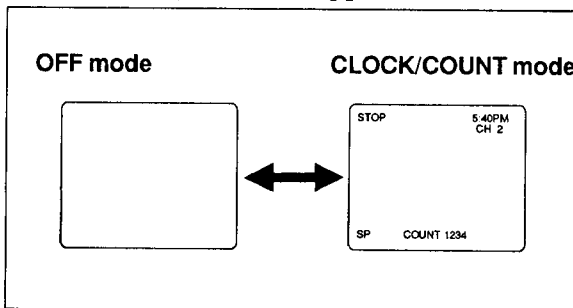 OFF mode
CLOCK/COUNT mode
STOP
5:40PM
CH 2
SP
COUNT 1234